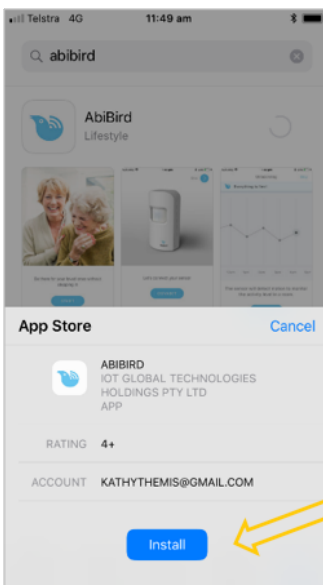 Telstra 4G 11:49 am
abibird
AbiBird
Lifestyle
App Store Cancel
ABIBIRD
IOT GLOBAL TECHNOLOGIES
HOLDINGS PTY LTD
APP
RATING 4+
ACCOUNT KATHYTHEMIS@GMAIL.COM
Install